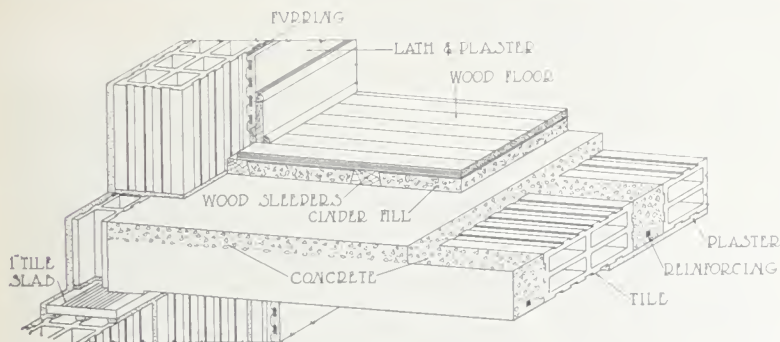 FURRING
LATH & PLASTER
WOOD FLOOR
WOOD SLEEPERS
CINDER FILL
1" TILE
SLAB
CONCRETE
PLASTER
REINFORCING
TILE